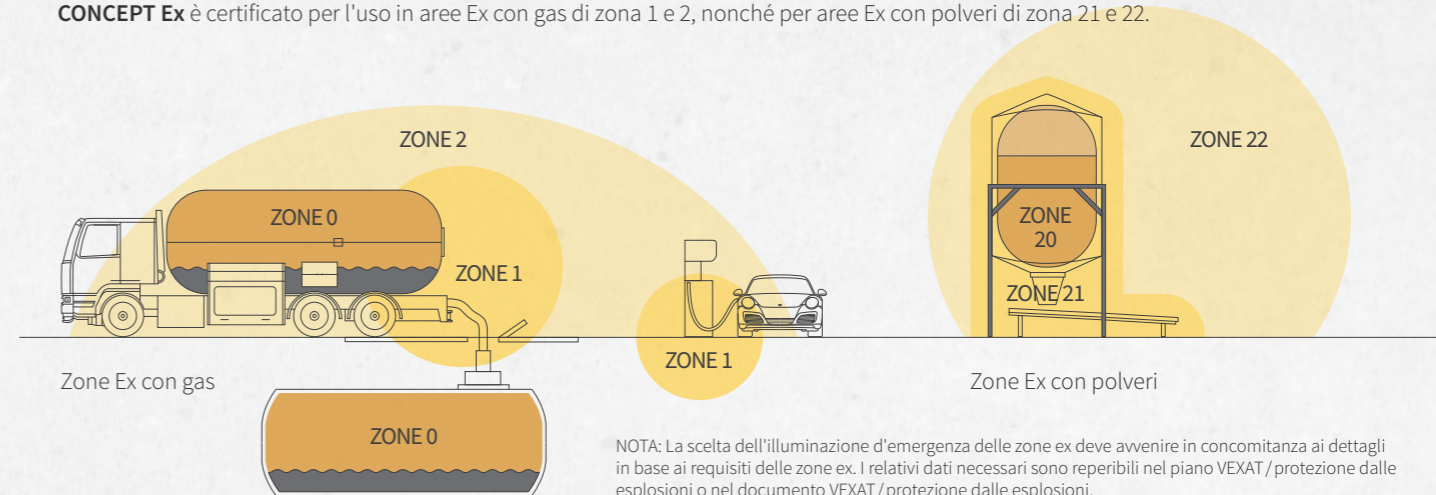 CONCEPT Ex è certificato per l'uso in aree Ex con gas di zona 1 e 2, nonché per aree Ex con polveri di zona 21 e 22.
ZONE 2
ZONE 22
ZONE 0
ZONE
20
ZONE 1
ZONE 21
ZONE 1
Zone Ex con gas
Zone Ex con polveri
ZONE 0
NOTA: La scelta dell'illuminazione d'emergenza delle zone ex deve avvenire in concomitanza ai dettagli
in base ai requisiti delle zone ex. I relativi dati necessari sono reperibili nel piano VEXAT / protezione dalle
esplosioni o nel documento VEXAT / protezione dalle esplosioni.